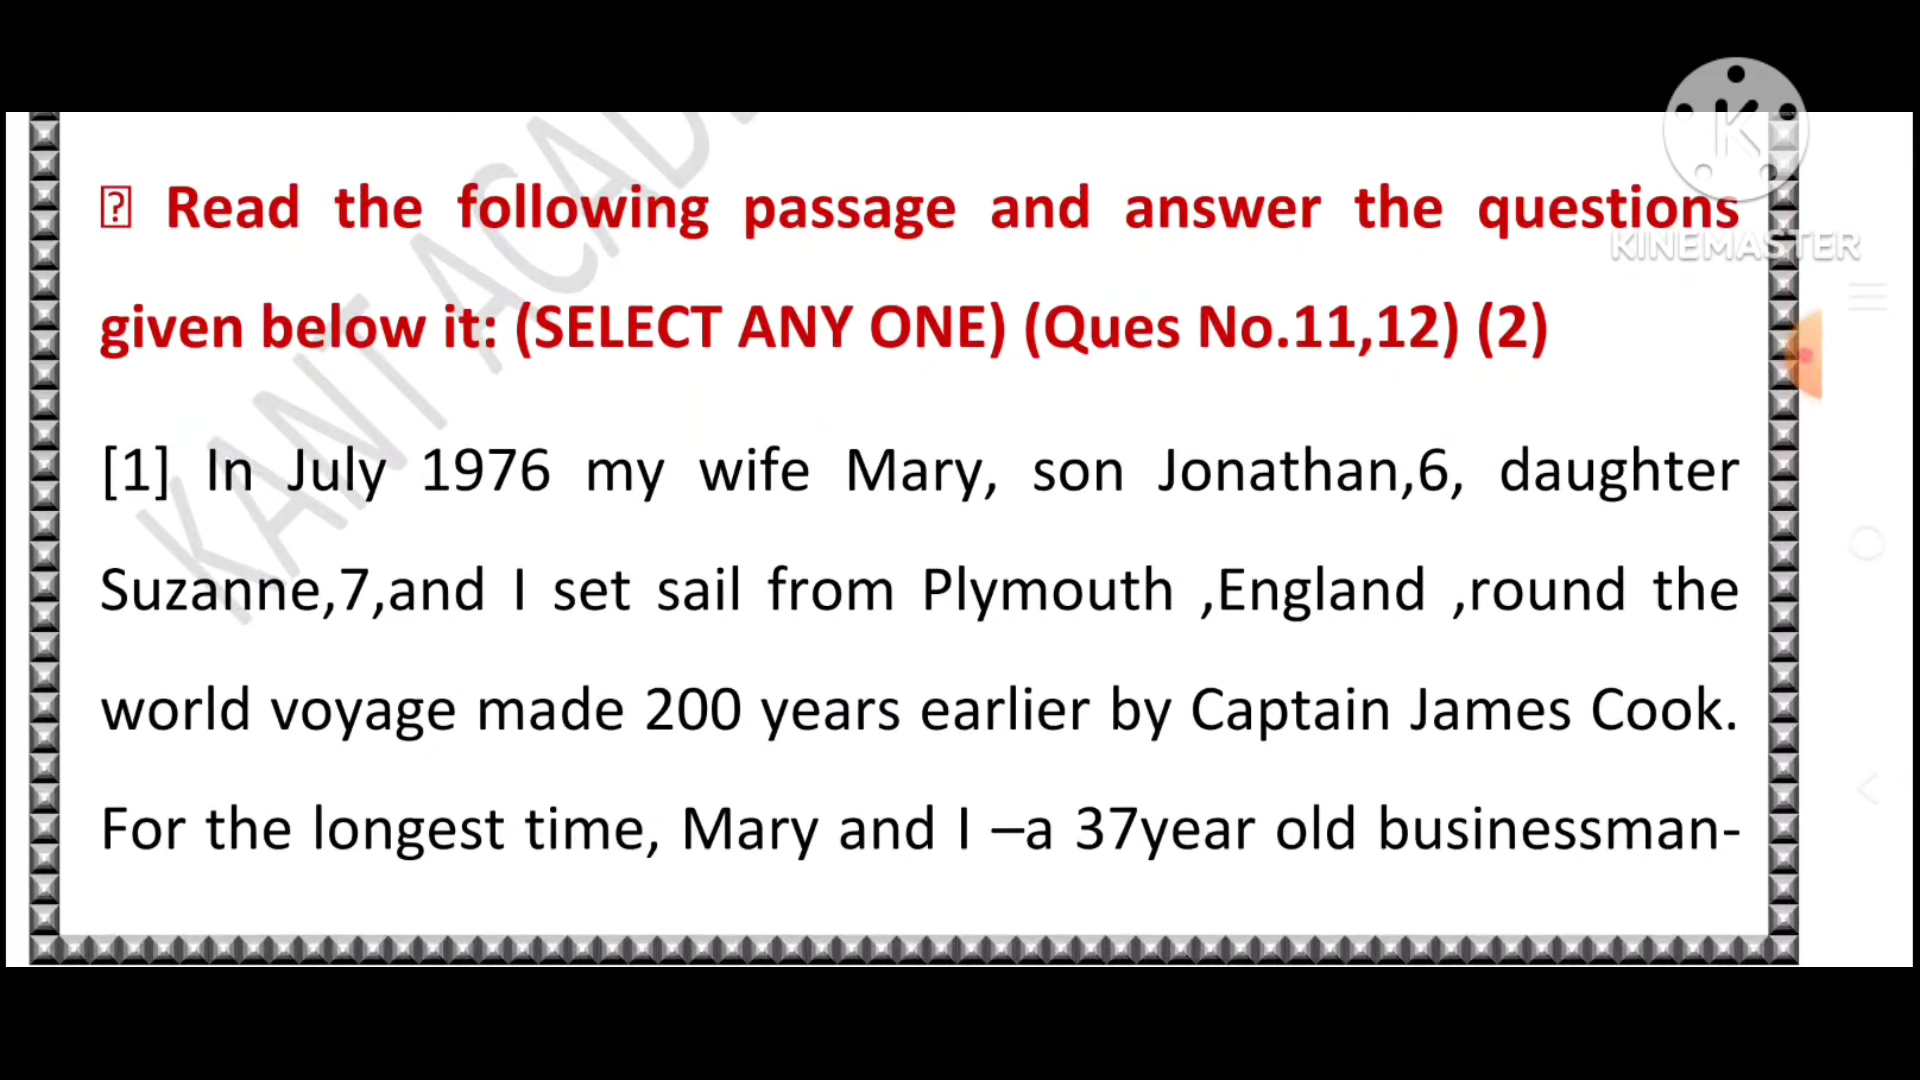 KINEMASTER
KANT ACAD
Read the following passage and answer the questions
given below it: (SELECT ANY ONE) (Ques No.11,12) (2)
[1] In July 1976 my wife Mary, son Jonathan,6, daughter
Suzanne,7,and I set sail from Plymouth ,England ,round the
world voyage made 200 years earlier by Captain James Cook.
For the longest time, Mary and I –a 37year old businessman-